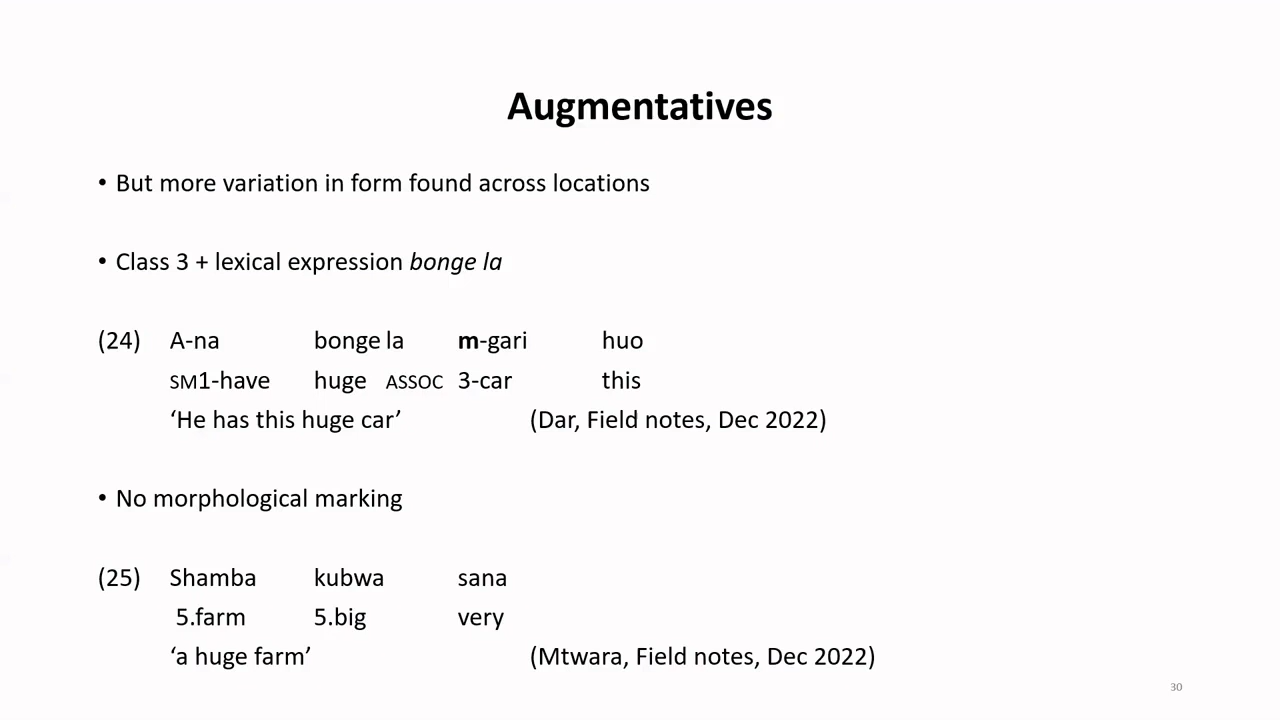 Augmentatives
• But more variation in form found across locations
• Class 3 + lexical expression bonge la
(24) A-na bonge la m-gari huo
SM1-have huge ASSOC 3-car this
‘He has this huge car’ (Dar, Field notes, Dec 2022)
• No morphological marking
(25) Shamba kubwa sana
5.farm 5.big very
‘a huge farm’ (Mtwara, Field notes, Dec 2022)
30